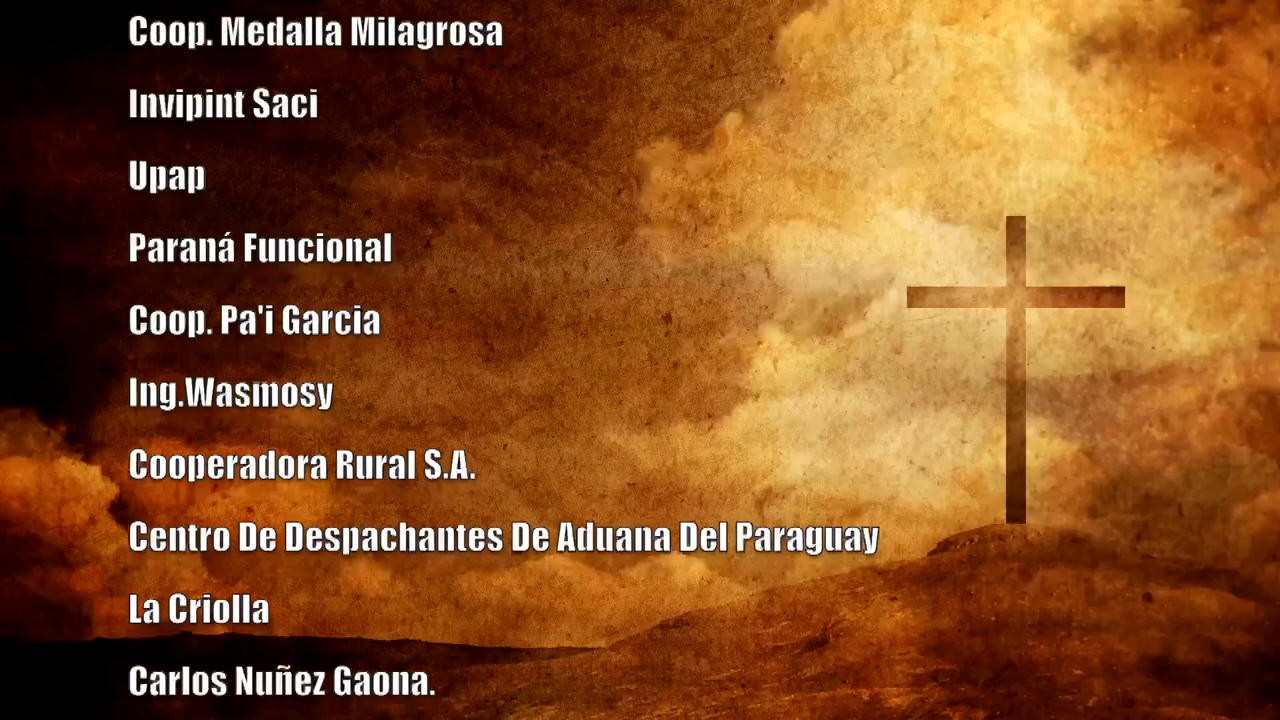 Coop. Medalla Milagrosa
Invipint Saci
Upap
Paraná Funcional
Coop. Pa'i Garcia
Ing.Wasmosy
Cooperadora Rural S.A.
Centro De Despachantes De Aduana Del Paraguay
La Criolla
Carlos Nuñez Gaona.